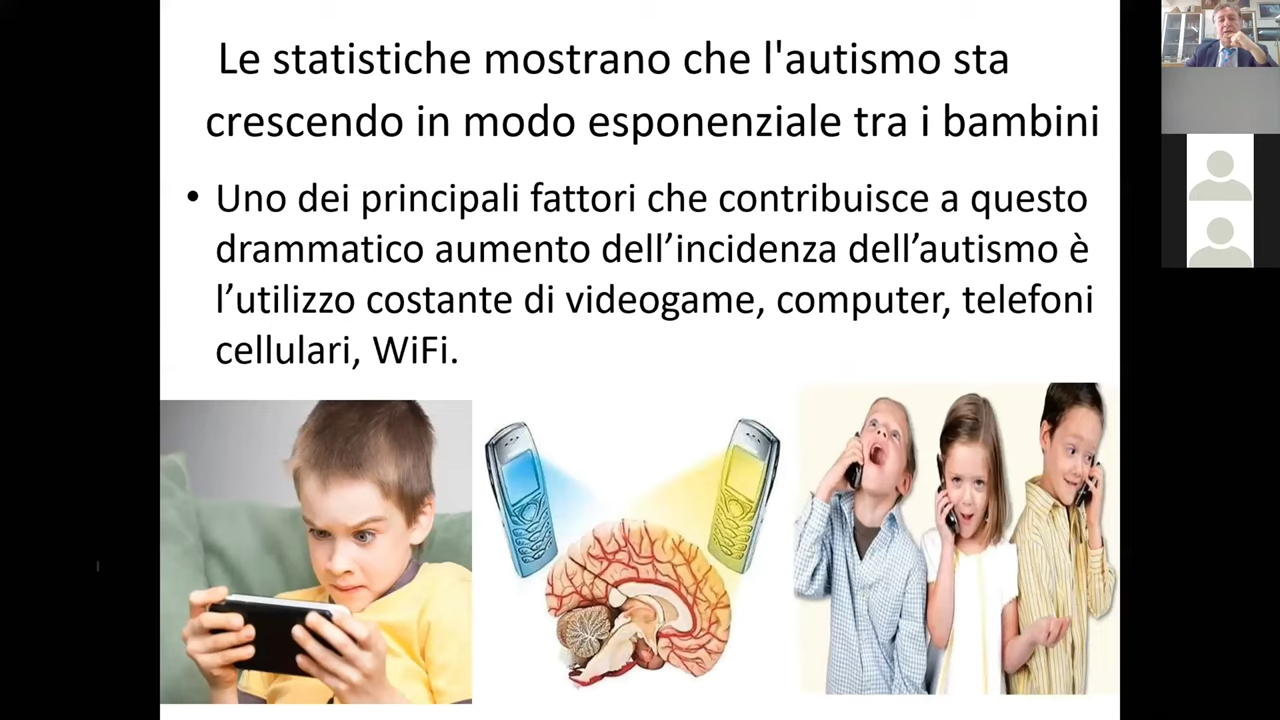 Le statistiche mostrano che l'autismo sta
crescendo in modo esponenziale tra i bambini
• Uno dei principali fattori che contribuisce a questo
drammatico aumento dell’incidenza dell’autismo è
l’utilizzo costante di videogame, computer, telefoni
cellulari, WiFi.